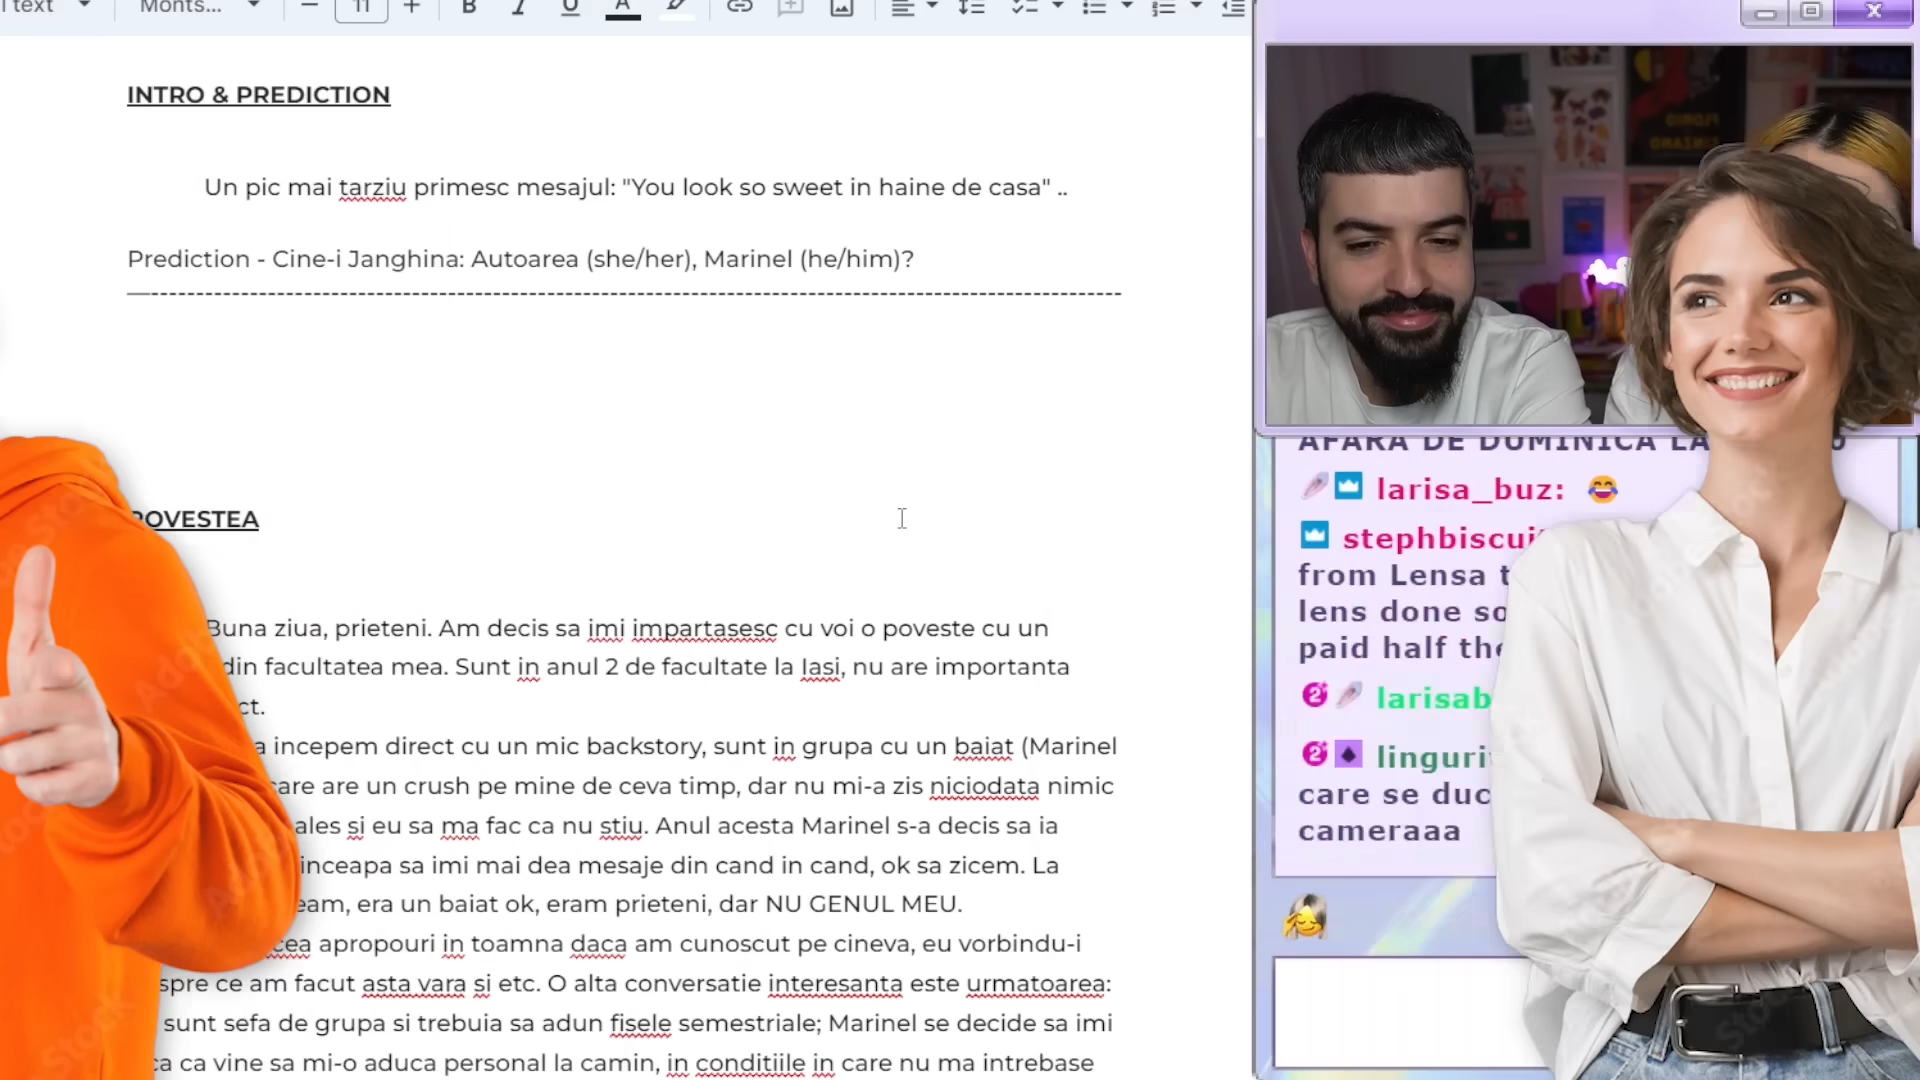 text
Monts...
11
B I U A
INTRO & PREDICTION
Un pic mai tarziu primesc mesajul: "You look so sweet in haine de casa" ..
Prediction - Cine-i Janghina: Autoarea (she/her), Marinel (he/him)?
POVESTEA
Buna ziua, prieteni. Am decis sa imi impartasesc cu voi o poveste cu un
din facultatea mea. Sunt in anul 2 de facultate la Iasi, nu are importanta
ct.
a incepem direct cu un mic backstory, sunt in grupa cu un baiat (Marinel
care are un crush pe mine de ceva timp, dar nu mi-a zis niciodata nimic
ales si eu sa ma fac ca nu stiu. Anul acesta Marinel s-a decis sa ia
inceapa sa imi mai dea mesaje din cand in cand, ok sa zicem. La
eam, era un baiat ok, eram prieteni, dar NU GENUL MEU.
cea apropouri in toamna daca am cunoscut pe cineva, eu vorbindu-i
spre ce am facut asta vara si etc. O alta conversatie interesanta este urmatoarea:
sunt sefa de grupa si trebuia sa adun fisele semestriale; Marinel se decide sa imi
ca ca vine sa mi-o aduca personal la camin, in conditiile in care nu ma intrebase
AFARA DE DUMINICA LA
larisa_buz:
stephbiscui
from Lensa t
lens done so
paid half the
larisab
linguri
care se duc
cameraaa